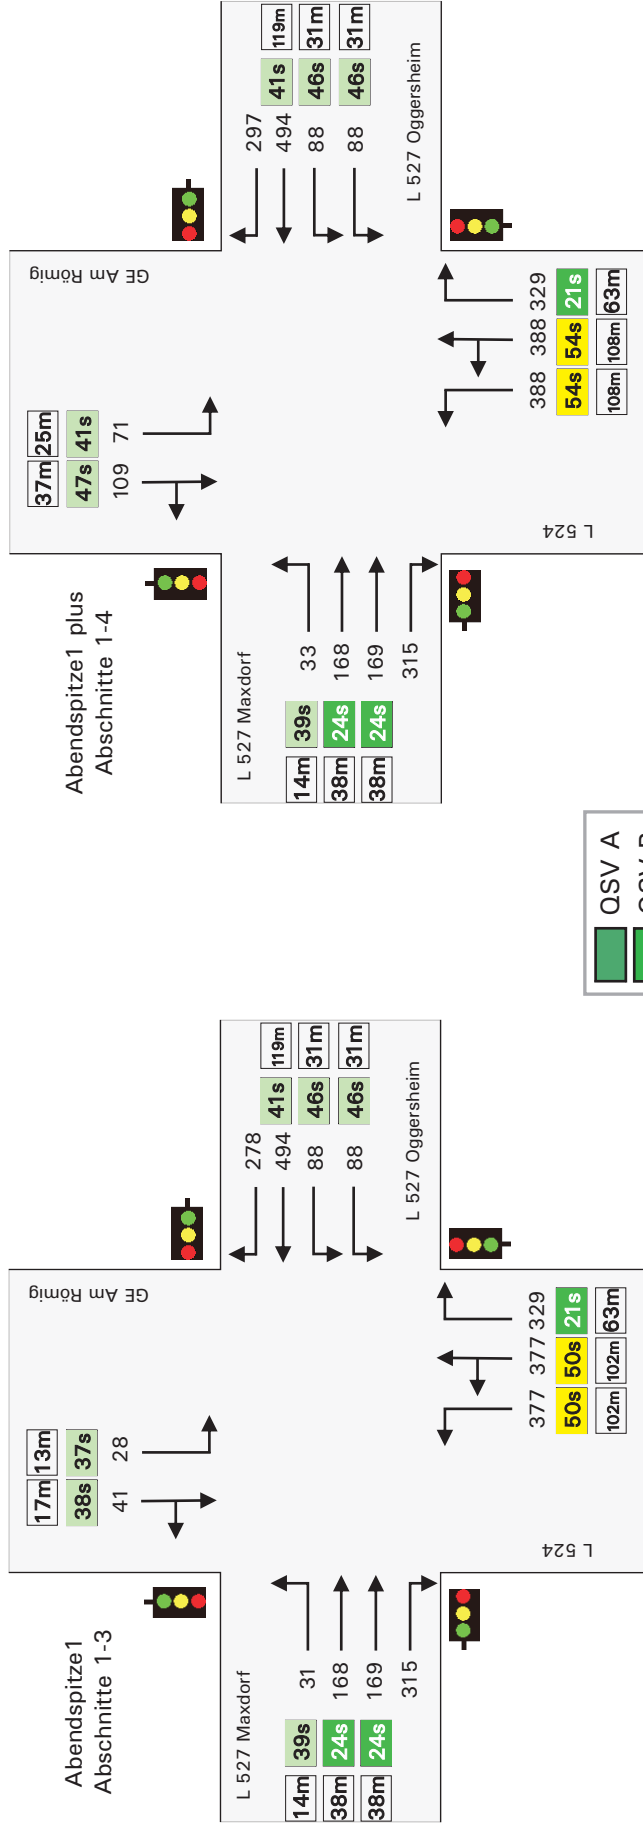 Abendspitze1
Abschnitte 1-3
GE Am Römig
17m 13m
38s 37s
41 28
L 527 Maxdorf
14m 39s 31
38m 24s 168
38m 24s 169
315
278
494 41s 119m
88 46s 31m
88 46s 31m
L 527 Oggersheim
L 524
377 377 329
50s 50s 21s
102m 102m 63m
Abendspitze1 plus
Abschnitte 1-4
GE Am Römig
37m 25m
47s 41s
109 71
L 527 Maxdorf
14m 39s 33
38m 24s 168
38m 24s 169
315
297
494 41s 119m
88 46s 31m
88 46s 31m
L 527 Oggersheim
L 524
388 388 329
54s 54s 21s
108m 108m 63m
QSV A